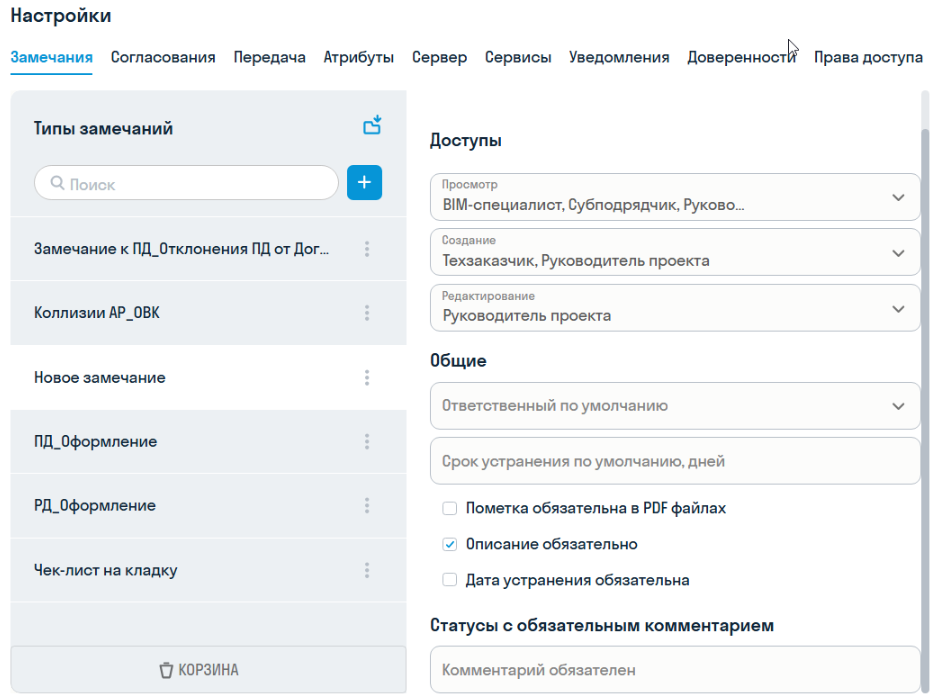 Настройки
Замечания Согласования Передача Атрибуты Сервер Сервисы Уведомления Доверенности Права доступа
Типы замечаний
Поиск
Замечание к ПД_Отклонения ПД от Дог...
Коллизии АР_ОВК
Новое замечание
ПД_Оформление
РД_Оформление
Чек-лист на кладку
КОРЗИНА
Доступы
Просмотр
BIM-специалист, Субподрядчик, Руково...
Создание
Техзаказчик, Руководитель проекта
Редактирование
Руководитель проекта
Общие
Ответственный по умолчанию
Срок устранения по умолчанию, дней
Пометка обязательна в PDF файлах
Описание обязательно
Дата устранения обязательна
Статусы с обязательным комментарием
Комментарий обязателен